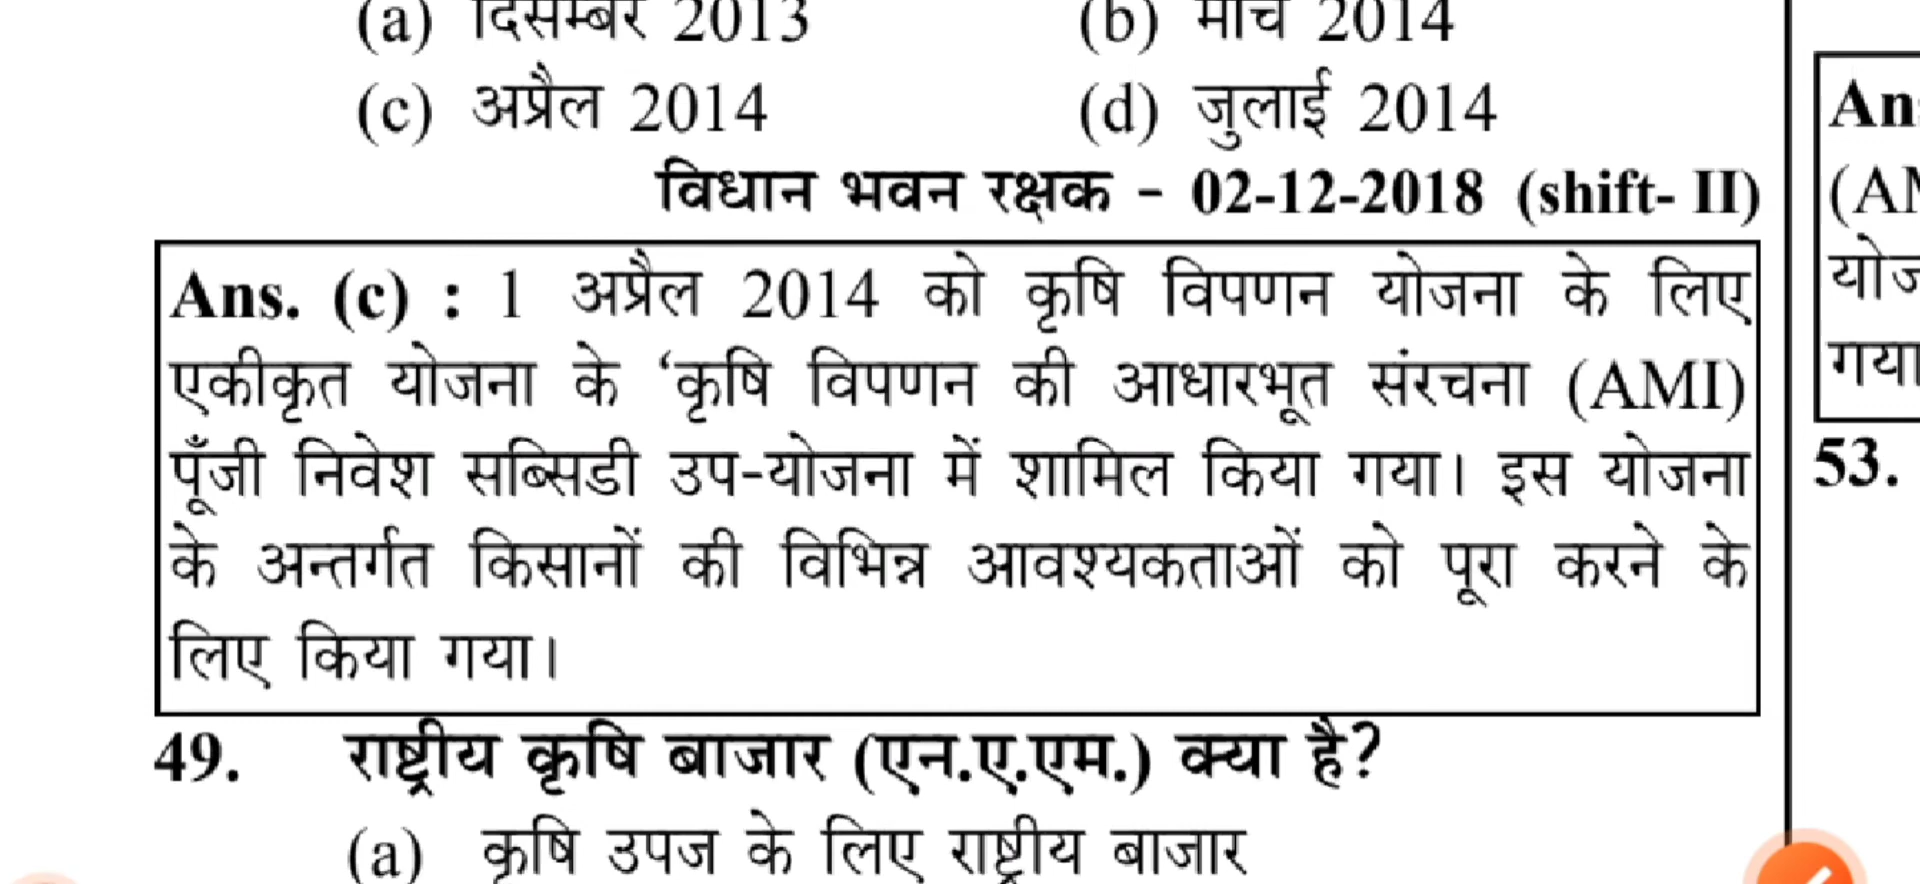 (a) दिसम्बर 2013 (b) मार्च 2014
(c) अप्रैल 2014 (d) जुलाई 2014
विधान भवन रक्षक - 02-12-2018 (shift- II)
Ans. (c) : 1 अप्रैल 2014 को कृषि विपणन योजना के लिए
एकीकृत योजना के ‘कृषि विपणन की आधारभूत संरचना (AMI)
पूँजी निवेश सब्सिडी उप-योजना में शामिल किया गया। इस योजना
के अन्तर्गत किसानों की विभिन्न आवश्यकताओं को पूरा करने के
लिए किया गया।
49. राष्ट्रीय कृषि बाजार (एन.ए.एम.) क्या है?
(a) कृषि उपज के लिए राष्ट्रीय बाजार
53.